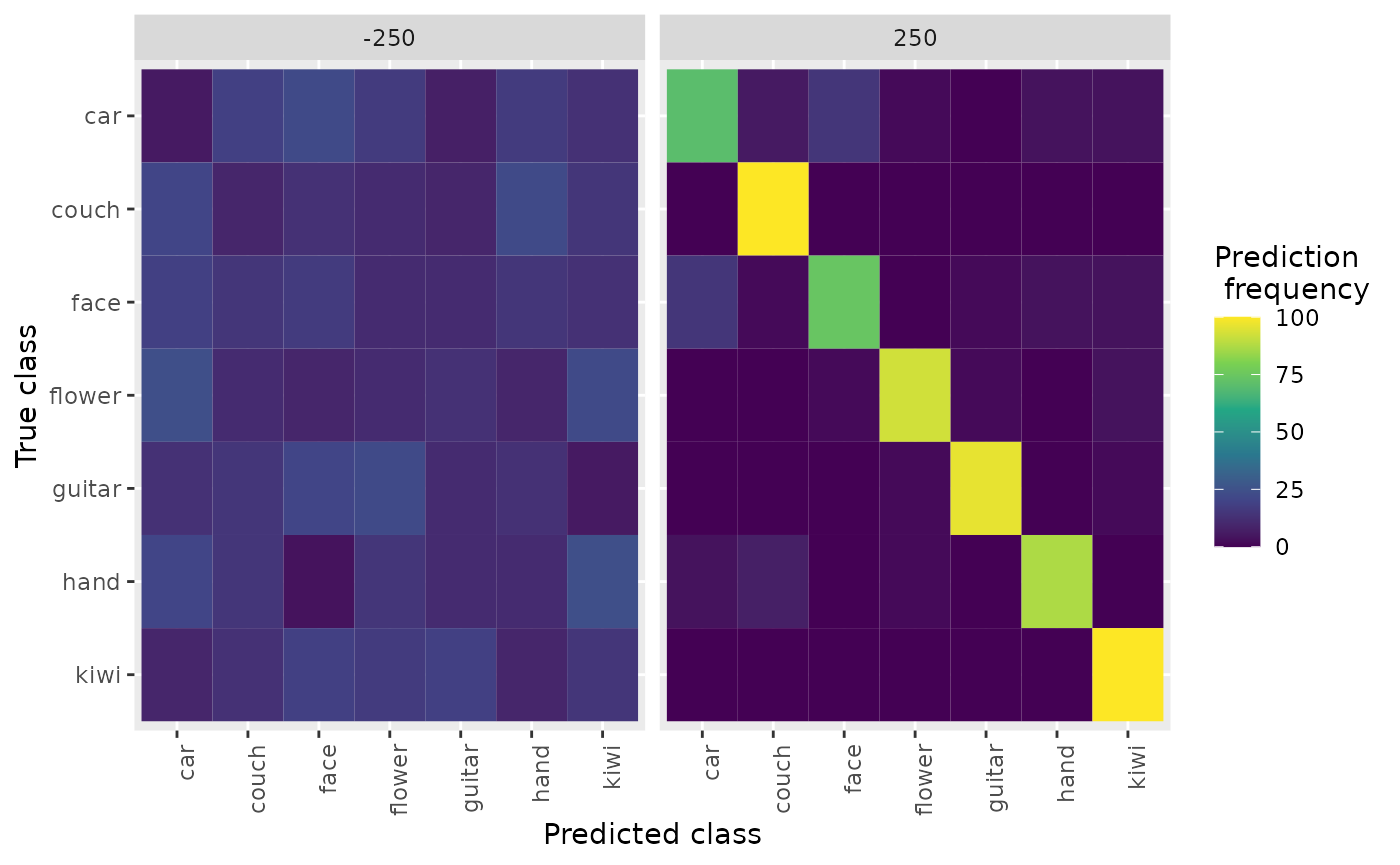 -250
250
car
couch
face
flower
guitar
hand
kiwi
True class
car
couch
face
flower
guitar
hand
kiwi
car
couch
face
flower
guitar
hand
kiwi
Predicted class
Prediction
frequency
100
75
50
25
0